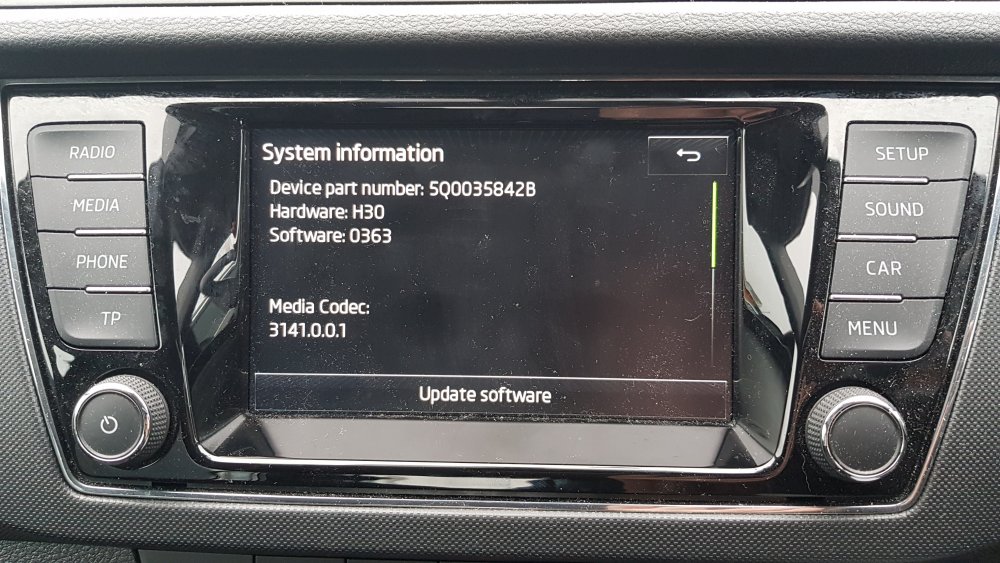 RADIO
MEDIA
PHONE
TP
System information
Device part number: 5Q0035842B
Hardware: H30
Software: 0363
Media Codec:
3141.0.0.1
Update software
SETUP
SOUND
CAR
MENU